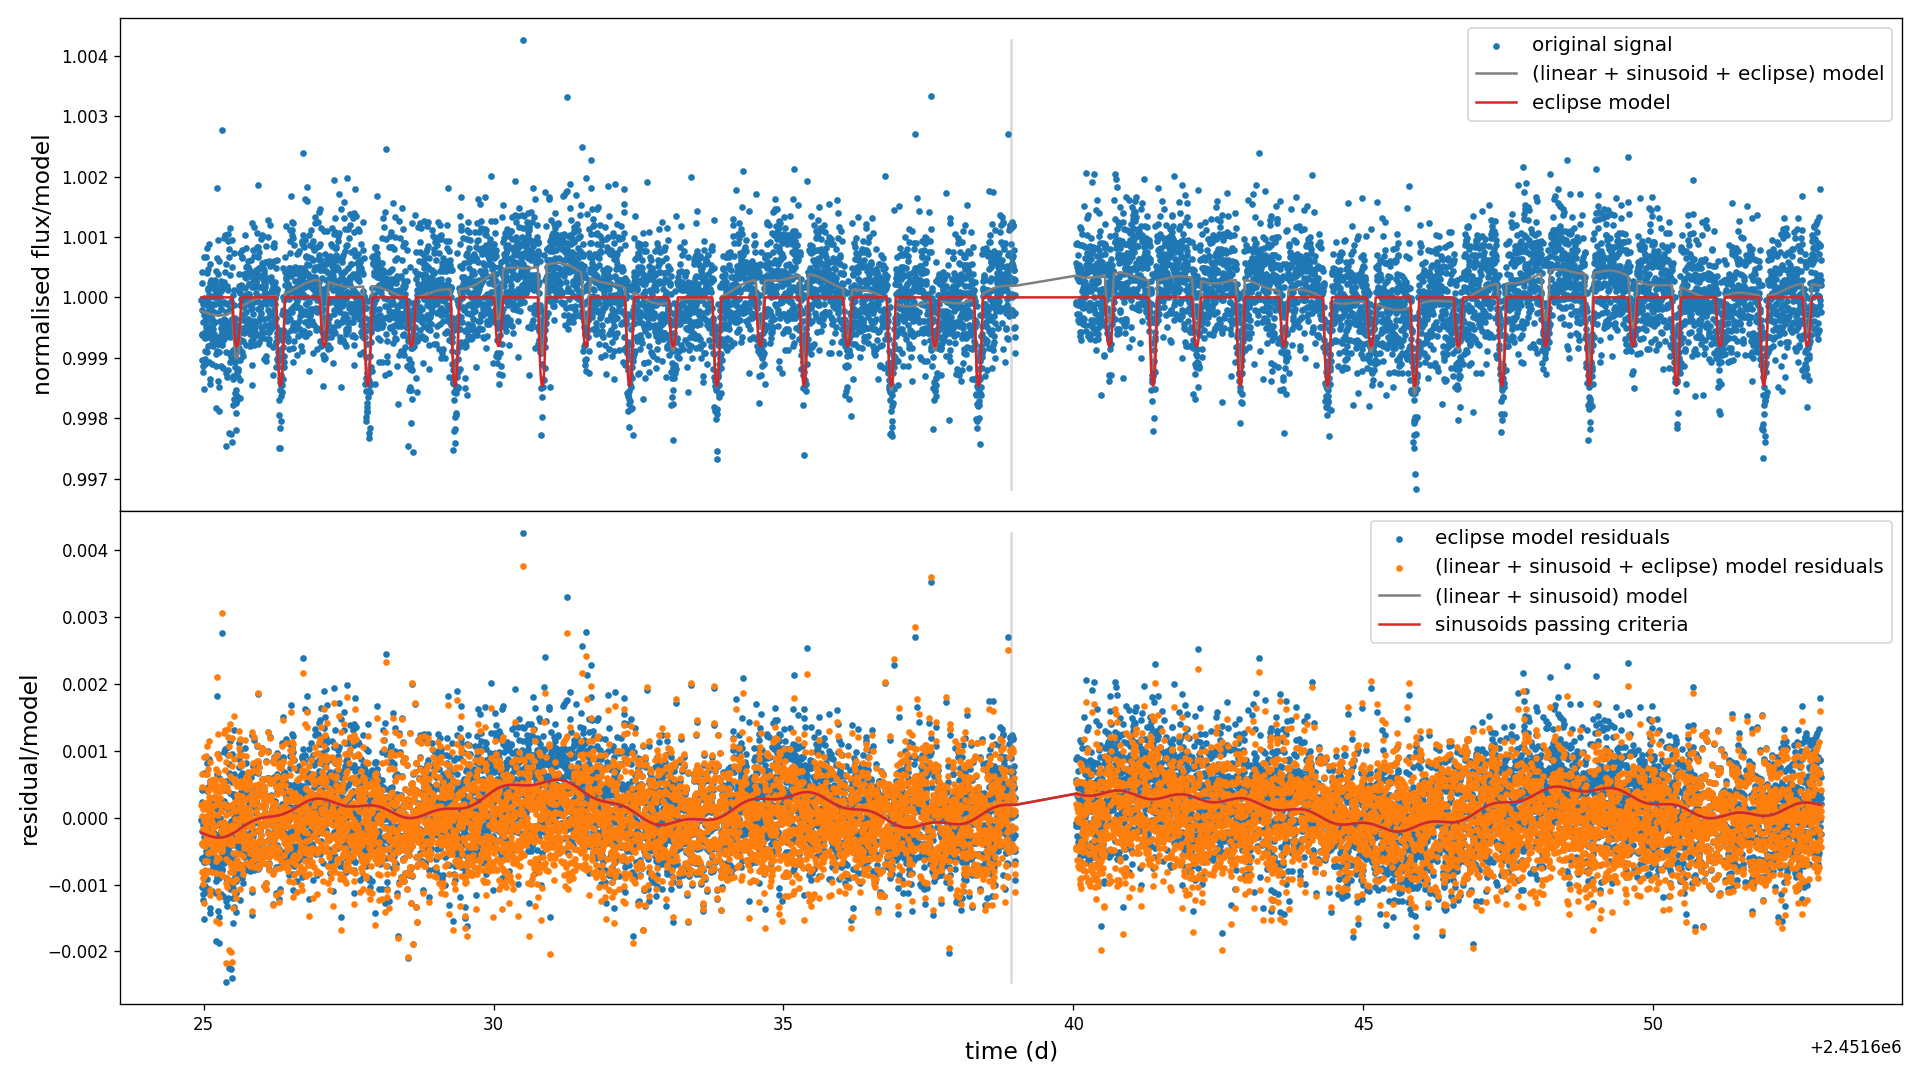 normalised flux/model
1.004
1.003
1.002
1.001
1.000
0.999
0.998
0.997
original signal
(linear + sinusoid + eclipse) model
eclipse model
residual/model
0.004
0.003
0.002
0.001
0.000
−0.001
−0.002
eclipse model residuals
(linear + sinusoid + eclipse) model residuals
(linear + sinusoid) model
sinusoids passing criteria
25
30
35
40
45
50
time (d)
+2.4516e6